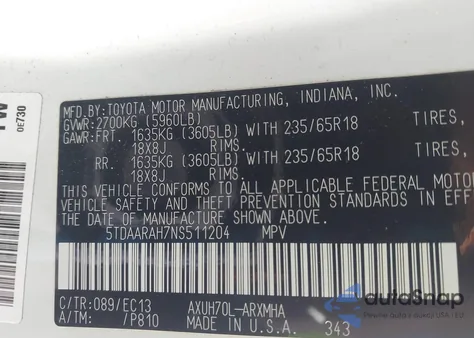 MFD.BY:TOYOTA MOTOR MANUFACTURING, INDIANA, INC.
GVWR:2700KG (5960LB)
GAWR:FRT. 1635KG (3605LB) WITH 235/65R18 TIRES,
18X8J RIMS.
RR. 1635KG (3605LB) WITH 235/65R18 TIRES,
18X8J RIMS.
THIS VEHICLE CONFORMS TO ALL APPLICABLE FEDERAL MOTOR
VEHICLE SAFETY AND THEFT PREVENTION STANDARDS IN EFFE
DATE OF MANUFACTURE SHOWN ABOVE.
5TDAARAH7NS511204 MPV
C/TR:089/EC13 AXUH70L-ARXMHA
A/TM: /P810 MADE IN U.S.A. 343
0E730
autoSnap